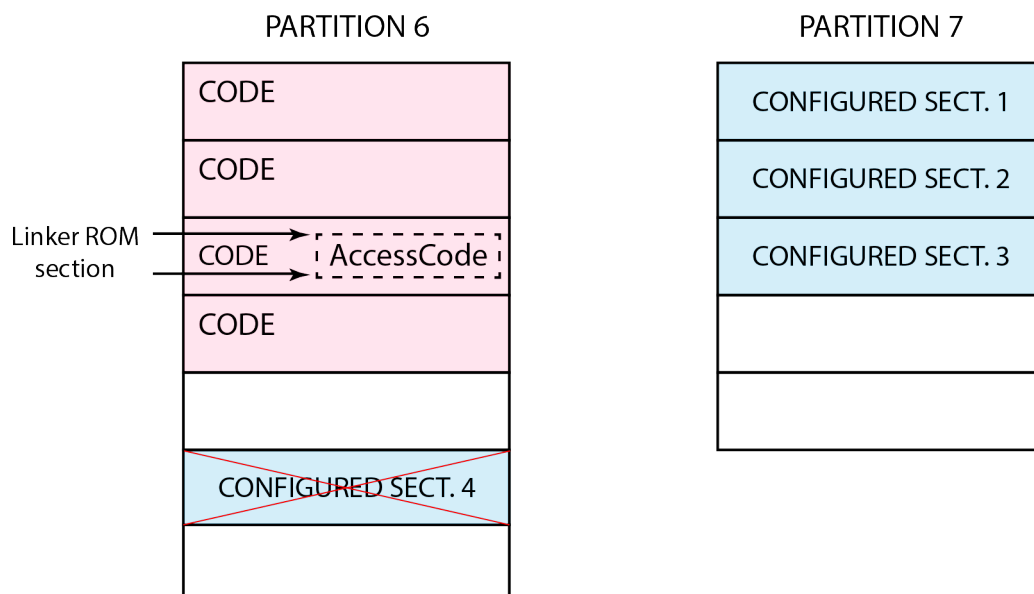 PARTITION 6
PARTITION 7
CODE
CODE
Linker ROM
section
CODE
AccessCode
CODE
CONFIGURED SECT. 4
CONFIGURED SECT. 1
CONFIGURED SECT. 2
CONFIGURED SECT. 3